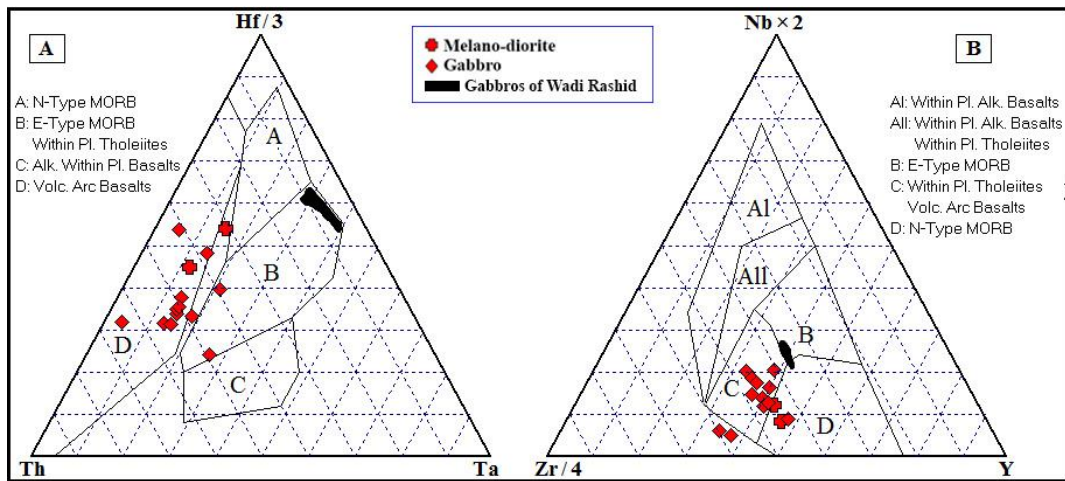 Hf / 3
A
A: N-Type MORB
B: E-Type MORB
Within Pl. Tholeiites
C: Alk. Within Pl. Basalts
D: Volc. Arc Basalts
A
B
C
D
Th
Ta
Melano-diorite
Gabbro
Gabbros of Wadi Rashid
Nb × 2
B
AI: Within Pl. Alk. Basalts
AII: Within Pl. Alk. Basalts
Within Pl. Tholeiites
B: E-Type MORB
C: Within Pl. Tholeiites
Volc. Arc Basalts
D: N-Type MORB
AI
AII
B
C
D
Zr / 4
Y